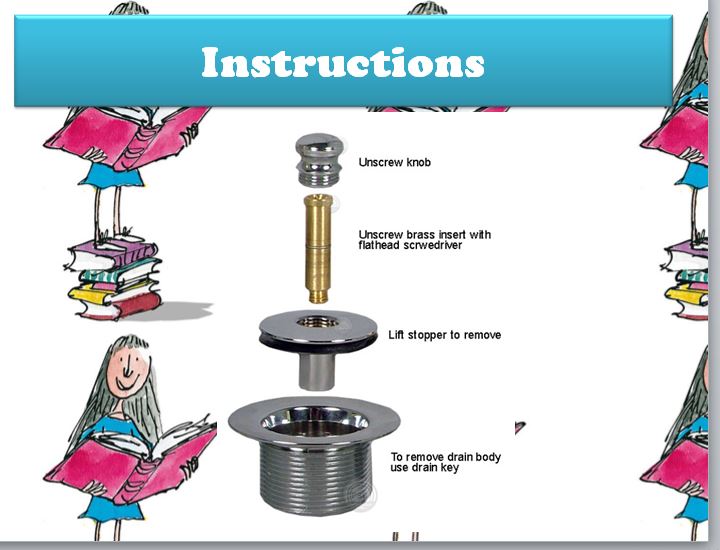 Instructions
Unscrew knob
Unscrew brass insert with
flathead scrwedriver
Lift stopper to remove
To remove drain body
use drain key